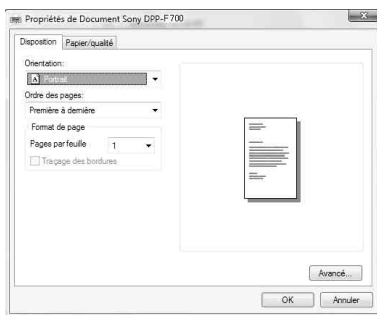 Propriétés de Document Sony DPP-F700
Disposition
Papier/qualité
Orientation:
A Portrait
Ordre des pages:
Première à dernière
Format de page
Pages par feuille 1
Traçage des bordures
Avancé...
OK Annuler